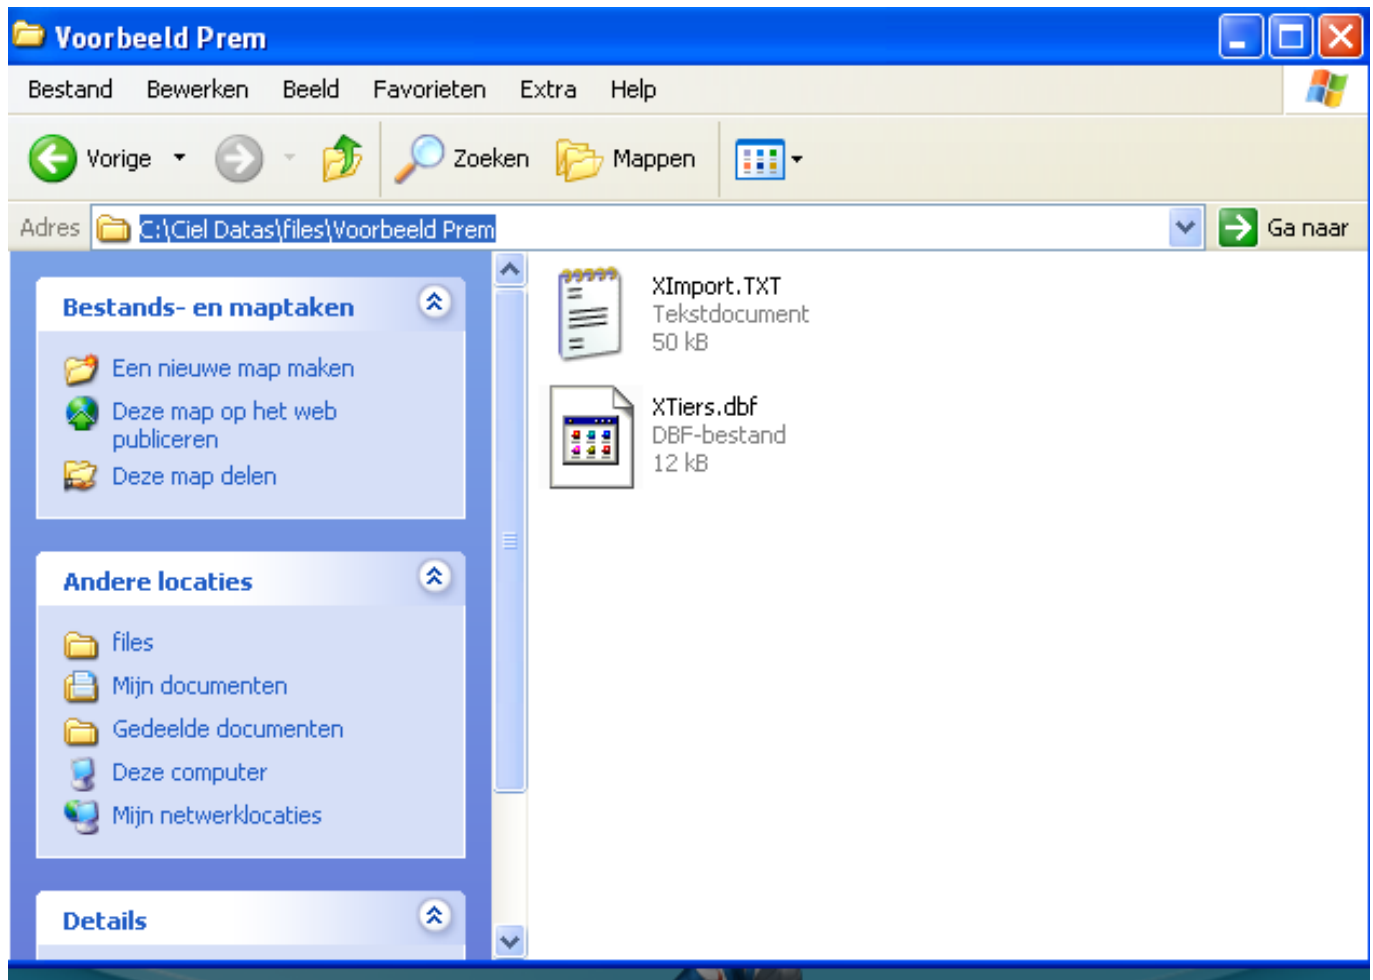 Voorbeeld Prem
Bestand Bewerken Beeld Favorieten Extra Help
Vorige Zoeken Mappen
Adres C:\Ciel Datas\files\Voorbeeld Prem Ga naar
Bestands- en maptaken
Een nieuwe map maken
Deze map op het web
publiceren
Deze map delen
Andere locaties
files
Mijn documenten
Gedeelde documenten
Deze computer
Mijn netwerklocaties
Details
XImport.TXT
Tekstdocument
50 kB
XTiers.dbf
DBF-bestand
12 kB